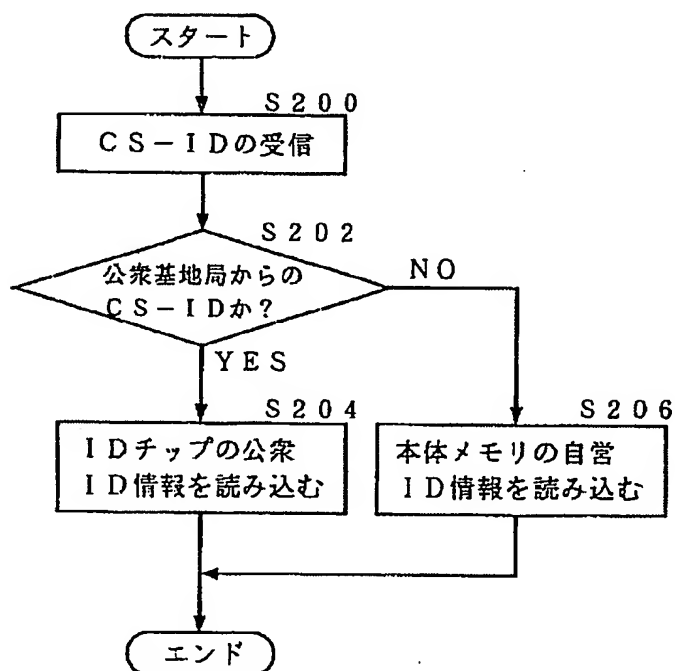 スタート
S200
CS-IDの受信
S202
公衆基地局からの
CS-IDか?
NO
YES
S204
IDチップの公衆
ID情報を読み込む
S206
本体メモリの自営
ID情報を読み込む
エンド